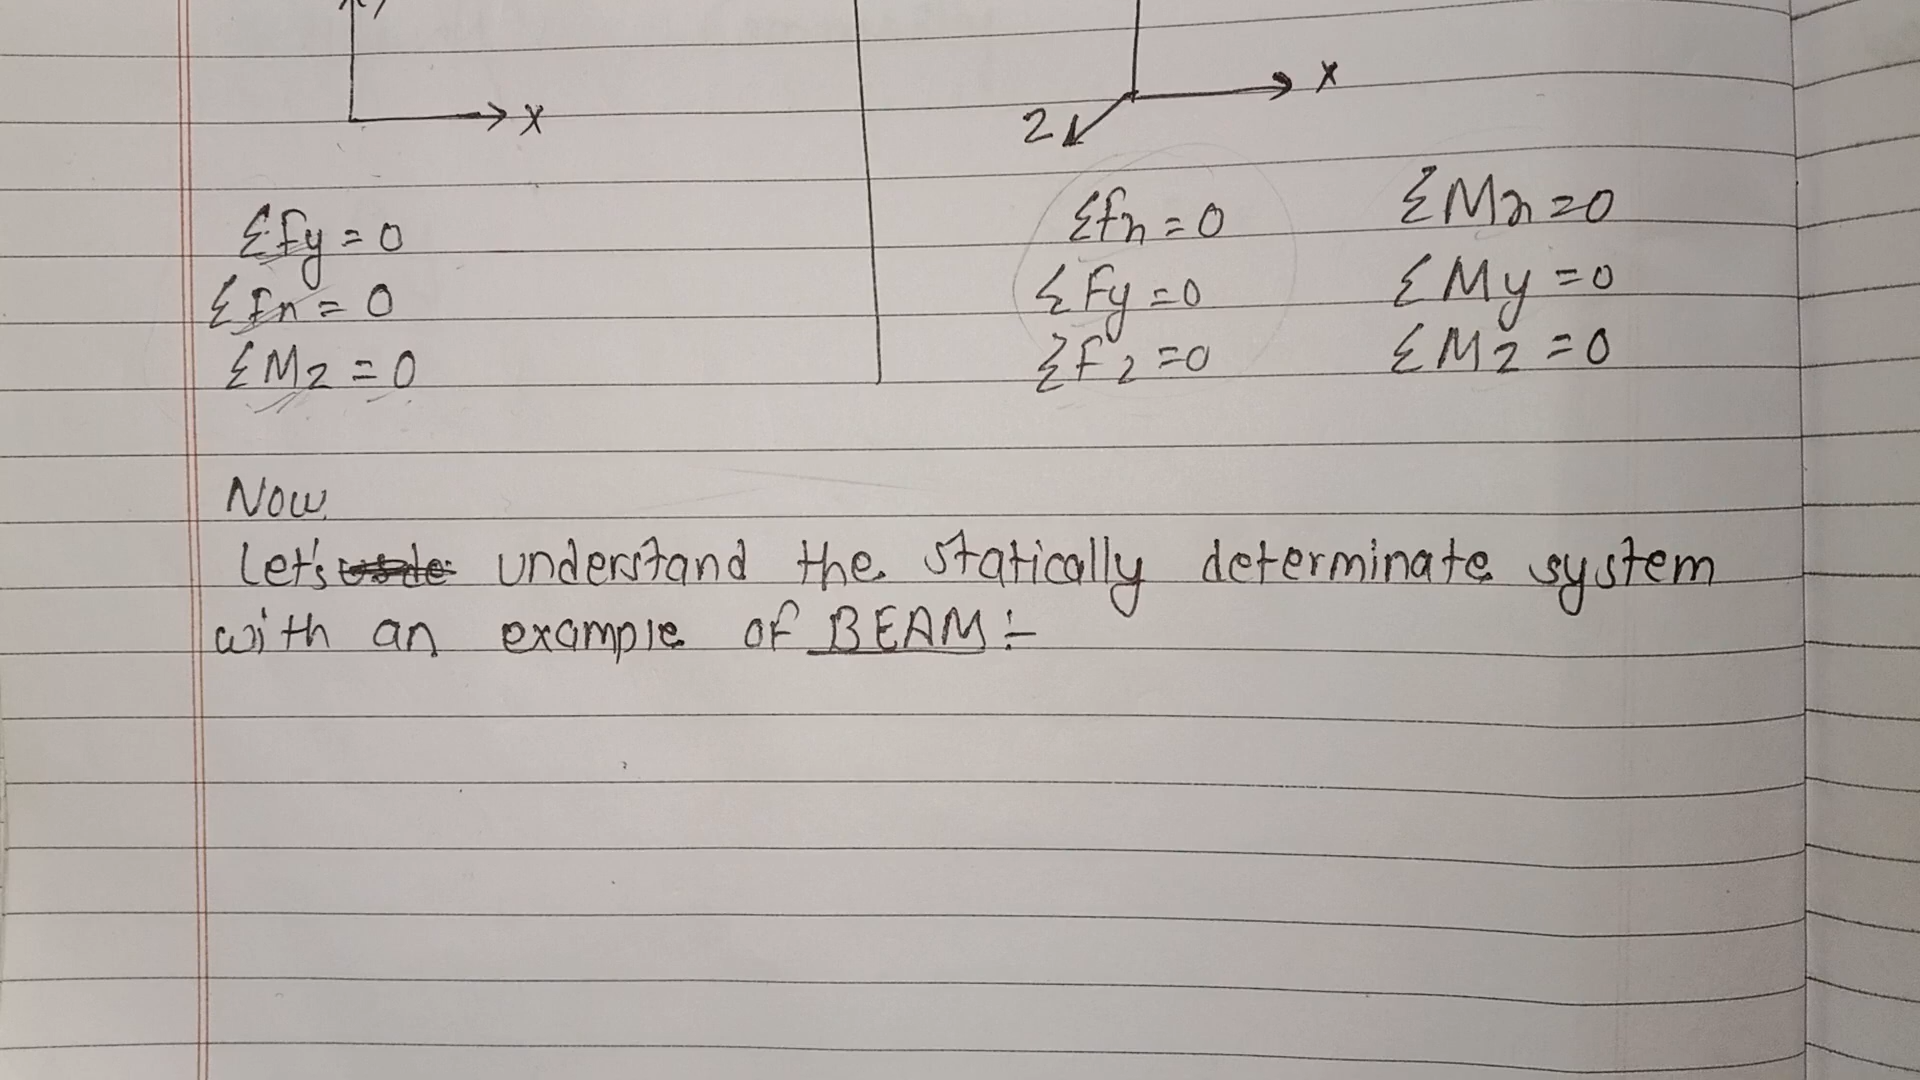 y
x
x
z
Σfy = 0
Σfx = 0
ΣMz = 0
Σfx = 0
ΣFy = 0
ΣFz = 0
ΣMx = 0
ΣMy = 0
ΣMz = 0
Now
Let's understand the statically determinate system
with an example of BEAM :-